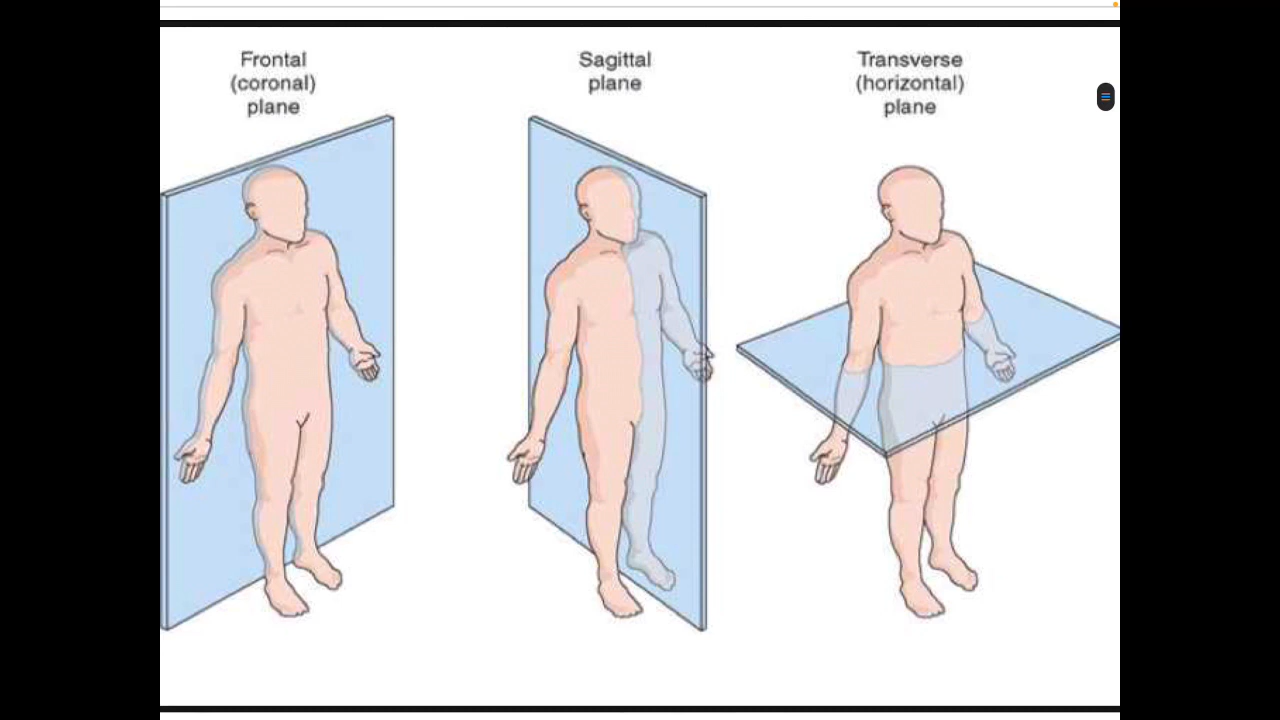 Frontal
(coronal)
plane
Sagittal
plane
Transverse
(horizontal)
plane